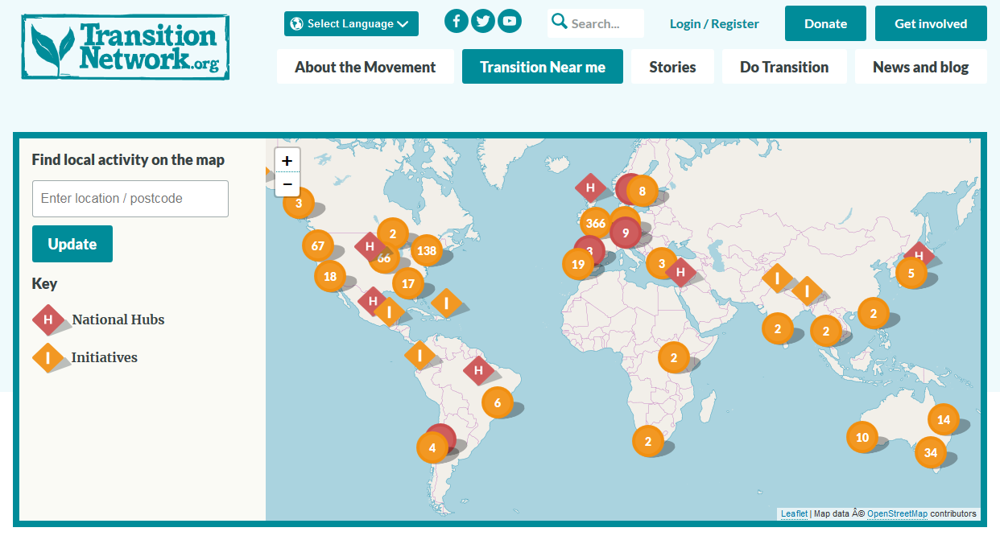 Transition
Network.org
Select Language
f
Search...
Login / Register
Donate
Get involved
About the Movement
Transition Near me
Stories
Do Transition
News and blog
Find local activity on the map
Enter location / postcode
Update
Key
H National Hubs
I Initiatives
+
−
3
67
18
H
2
66
138
17
H
I
I
I
H
6
4
H
8
366
9
3
19
3
H
2
2
I
I
2
2
2
H
5
10
14
34
Leaflet | Map data Â© OpenStreetMap contributors